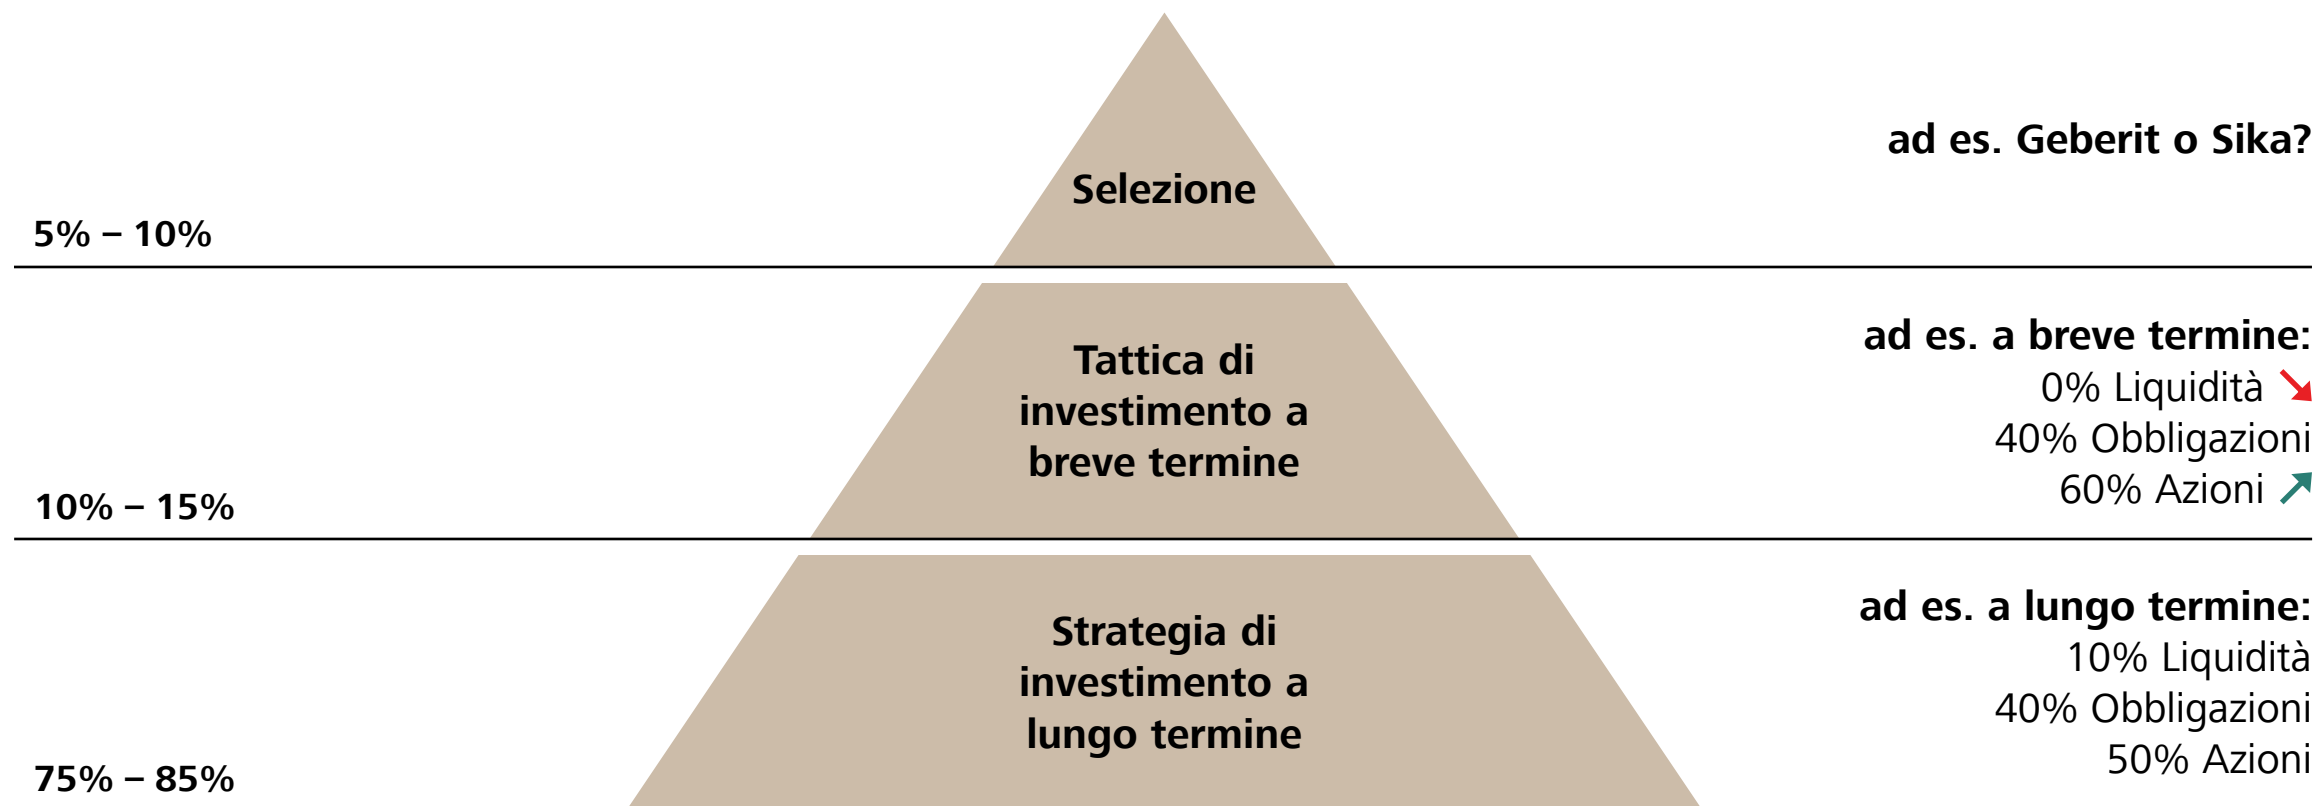 Selezione
ad es. Geberit o Sika?
5% – 10%
Tattica di
investimento a
breve termine
ad es. a breve termine:
0% Liquidità
40% Obbligazioni
60% Azioni
10% – 15%
Strategia di
investimento a
lungo termine
ad es. a lungo termine:
10% Liquidità
40% Obbligazioni
50% Azioni
75% – 85%